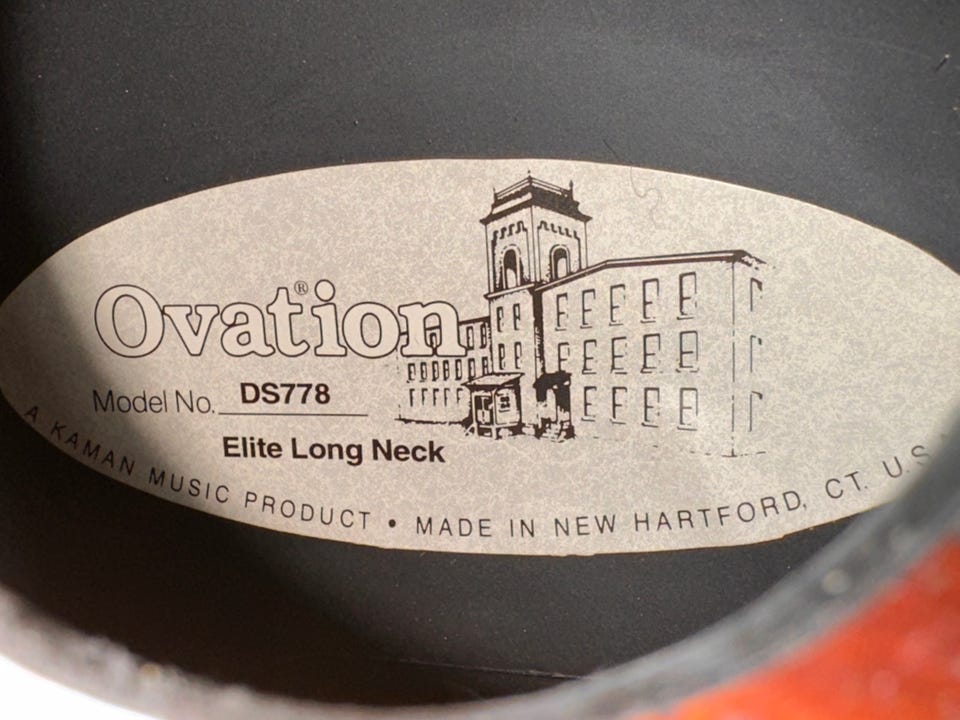 Ovation®
Model No. DS778
Elite Long Neck
A KAMAN MUSIC PRODUCT • MADE IN NEW HARTFORD, CT. U.S.